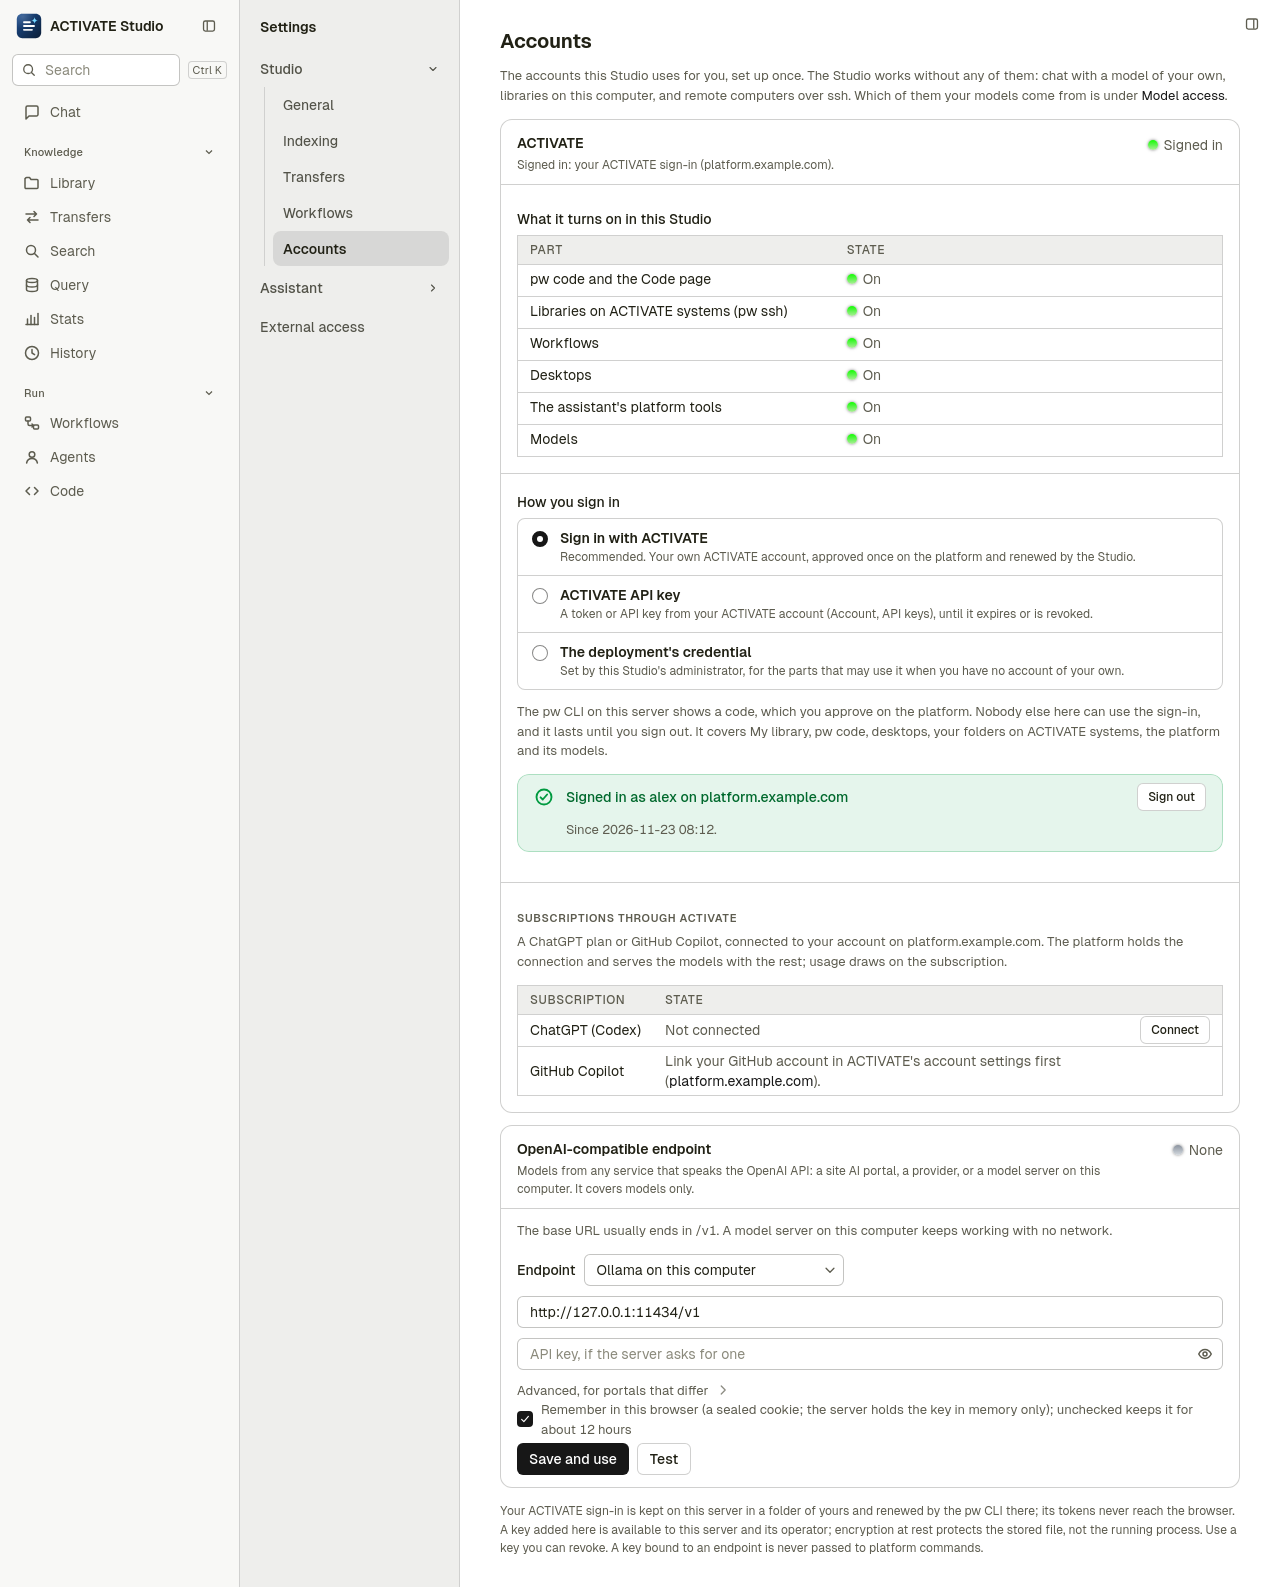 ACTIVATE Studio
Search
Ctrl K
Chat
Knowledge
Library
Transfers
Search
Query
Stats
History
Run
Workflows
Agents
Code
Settings
Studio
General
Indexing
Transfers
Workflows
Accounts
Assistant
External access
Accounts
The accounts this Studio uses for you, set up once. The Studio works without any of them: chat with a model of your own,
libraries on this computer, and remote computers over ssh. Which of them your models come from is under Model access.
ACTIVATE
Signed in
Signed in: your ACTIVATE sign-in (platform.example.com).
What it turns on in this Studio
PART STATE
pw code and the Code page On
Libraries on ACTIVATE systems (pw ssh) On
Workflows On
Desktops On
The assistant's platform tools On
Models On
How you sign in
Sign in with ACTIVATE
Recommended. Your own ACTIVATE account, approved once on the platform and renewed by the Studio.
ACTIVATE API key
A token or API key from your ACTIVATE account (Account, API keys), until it expires or is revoked.
The deployment's credential
Set by this Studio's administrator, for the parts that may use it when you have no account of your own.
The pw CLI on this server shows a code, which you approve on the platform. Nobody else here can use the sign-in,
and it lasts until you sign out. It covers My library, pw code, desktops, your folders on ACTIVATE systems, the platform
and its models.
Signed in as alex on platform.example.com
Sign out
Since 2026-11-23 08:12.
SUBSCRIPTIONS THROUGH ACTIVATE
A ChatGPT plan or GitHub Copilot, connected to your account on platform.example.com. The platform holds the
connection and serves the models with the rest; usage draws on the subscription.
SUBSCRIPTION STATE
ChatGPT (Codex) Not connected Connect
GitHub Copilot
Link your GitHub account in ACTIVATE's account settings first
(platform.example.com).
OpenAI-compatible endpoint
None
Models from any service that speaks the OpenAI API: a site AI portal, a provider, or a model server on this
computer. It covers models only.
The base URL usually ends in /v1. A model server on this computer keeps working with no network.
Endpoint Ollama on this computer
http://127.0.0.1:11434/v1
API key, if the server asks for one
Advanced, for portals that differ
Remember in this browser (a sealed cookie; the server holds the key in memory only); unchecked keeps it for
about 12 hours
Save and use Test
Your ACTIVATE sign-in is kept on this server in a folder of yours and renewed by the pw CLI there; its tokens never reach the browser.
A key added here is available to this server and its operator; encryption at rest protects the stored file, not the running process. Use a
key you can revoke. A key bound to an endpoint is never passed to platform commands.